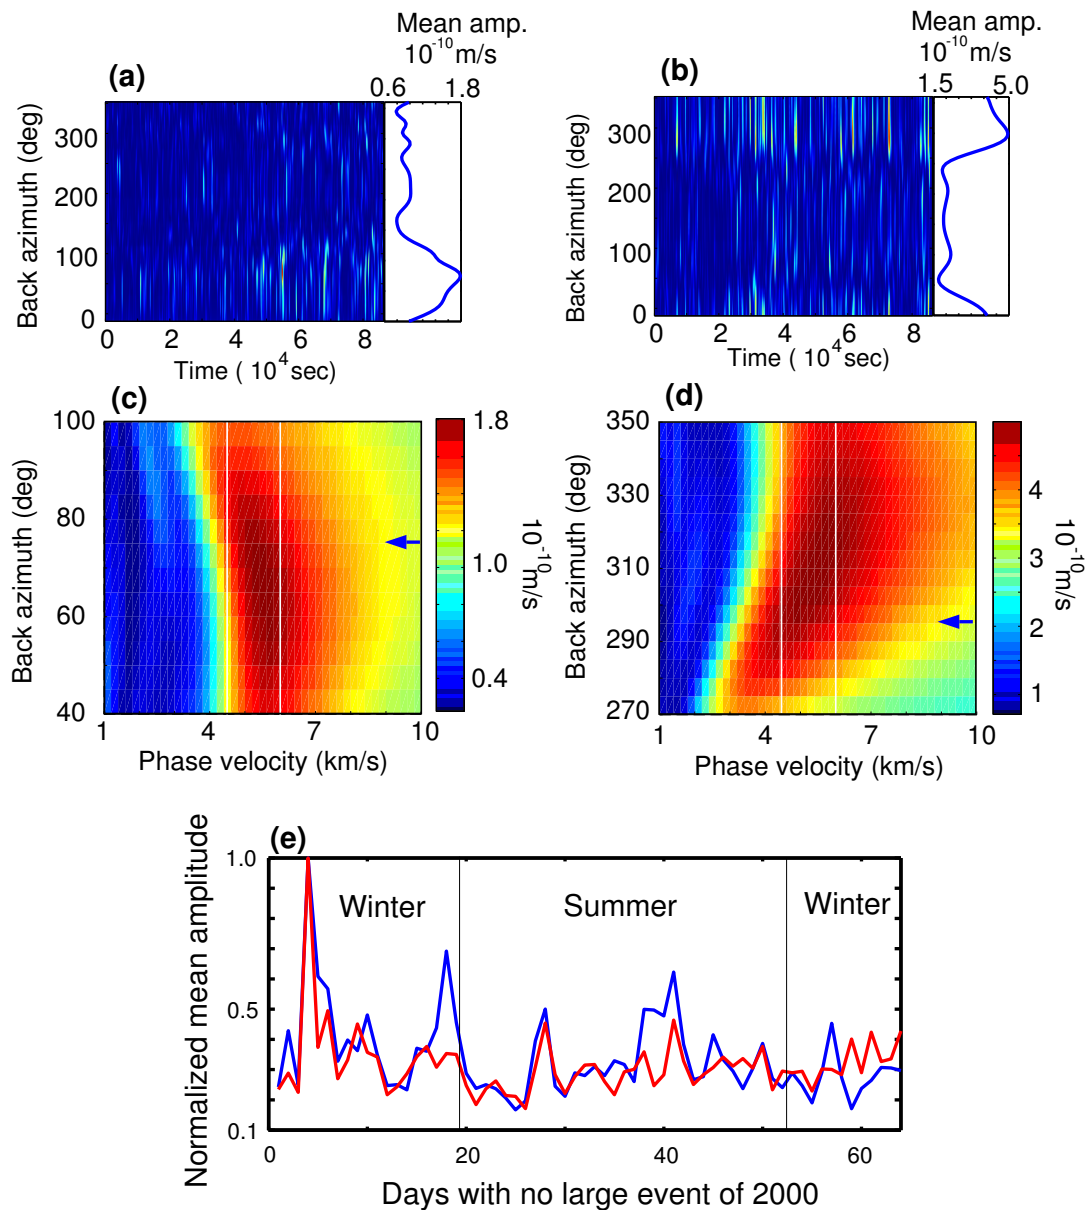 Mean amp.
10^-10 m/s
0.6 1.8
(a)
Back azimuth (deg)
300
200
100
0
0 2 4 6 8
Time ( 10^4 sec)
Mean amp.
10^-10 m/s
1.5 5.0
(b)
Back azimuth (deg)
300
200
100
0
0 2 4 6 8
Time ( 10^4 sec)
(c)
Back azimuth (deg)
100
80
60
40
1 4 7 10
Phase velocity (km/s)
1.8
1.0
0.4
10^-10 m/s
(d)
Back azimuth (deg)
350
330
310
290
270
1 4 7 10
Phase velocity (km/s)
4
3
2
1
10^-10 m/s
(e)
Normalized mean amplitude
1.0
0.5
0.1
Winter
Summer
Winter
0 20 40 60
Days with no large event of 2000